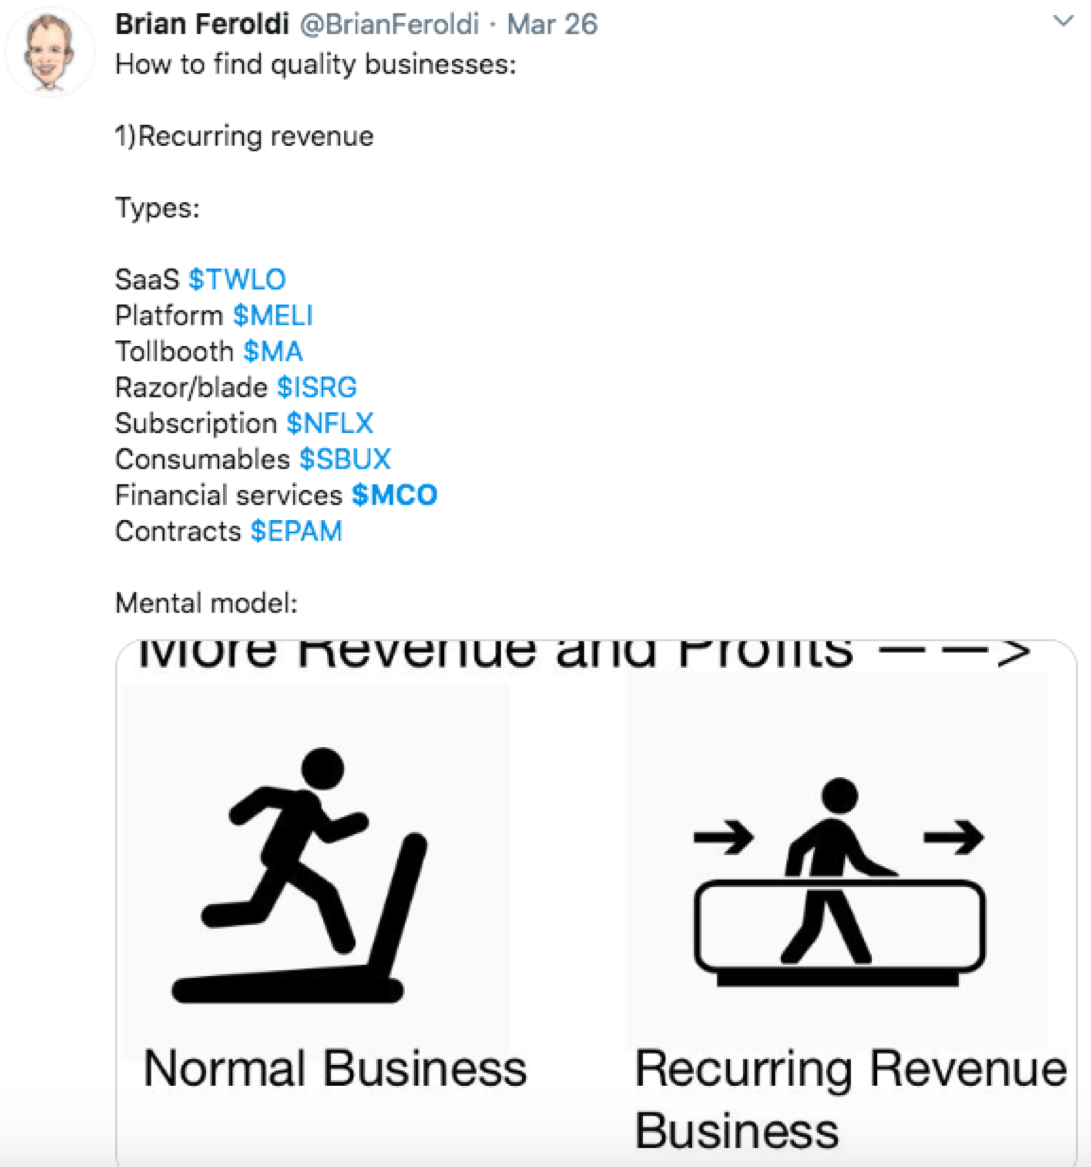 Brian Feroldi @BrianFeroldi · Mar 26
How to find quality businesses:
1)Recurring revenue
Types:
SaaS $TWLO
Platform $MELI
Tollbooth $MA
Razor/blade $ISRG
Subscription $NFLX
Consumables $SBUX
Financial services $MCO
Contracts $EPAM
Mental model:
More Revenue and Profits — —>
Normal Business
Recurring Revenue
Business